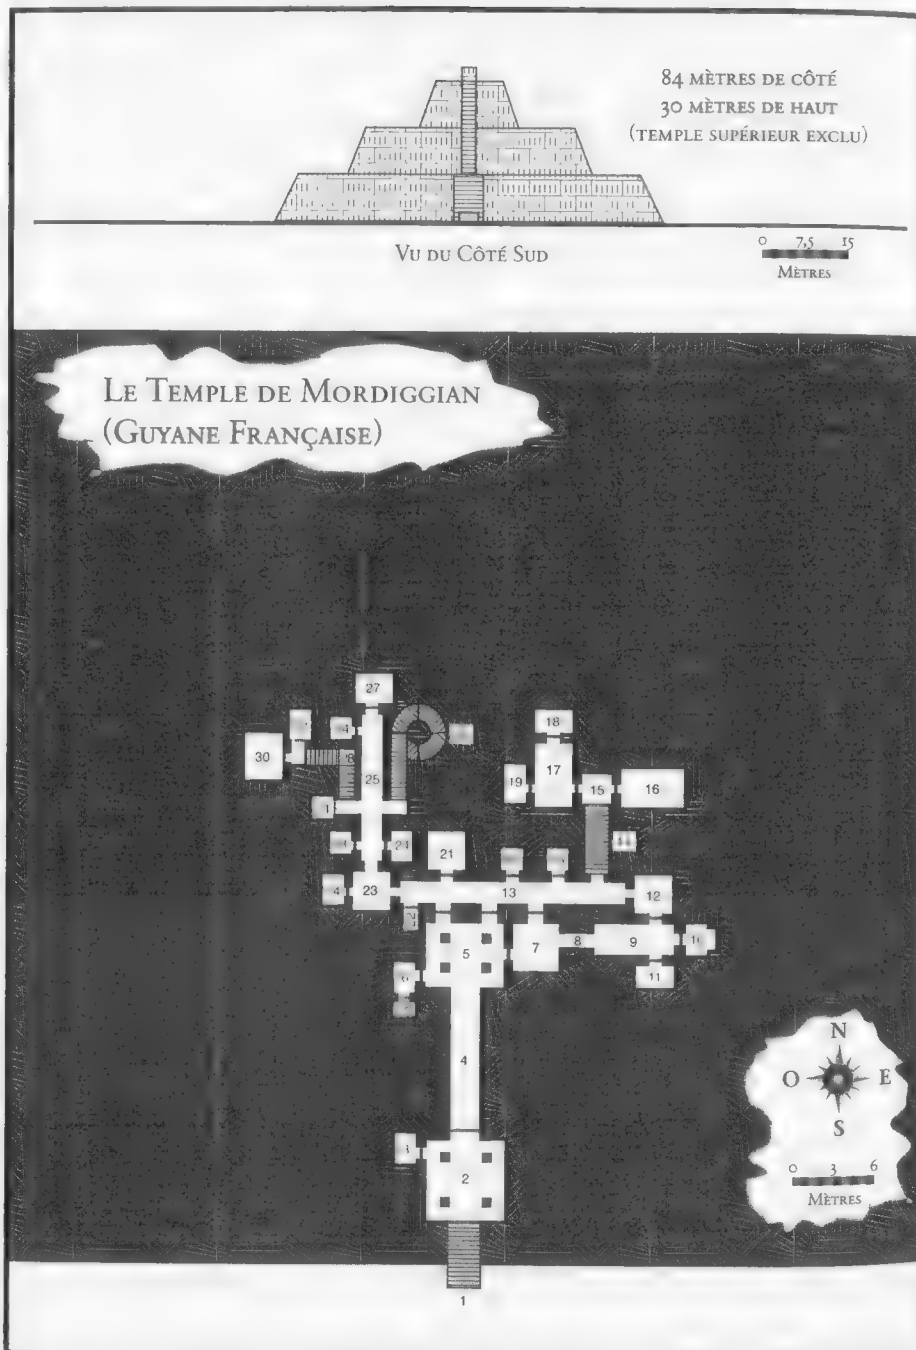 84 MÈTRES DE CÔTÉ
30 MÈTRES DE HAUT
(TEMPLE SUPÉRIEUR EXCLU)
VU DU CÔTÉ SUD
0 7,5 15
MÈTRES
LE TEMPLE DE MORDIGGIAN
(GUYANE FRANÇAISE)
27
18
30
17
25
19
15
16
21
23
13
12
5
7
8
9
11
4
N
O E
S
2
0 3 6
MÈTRES
1